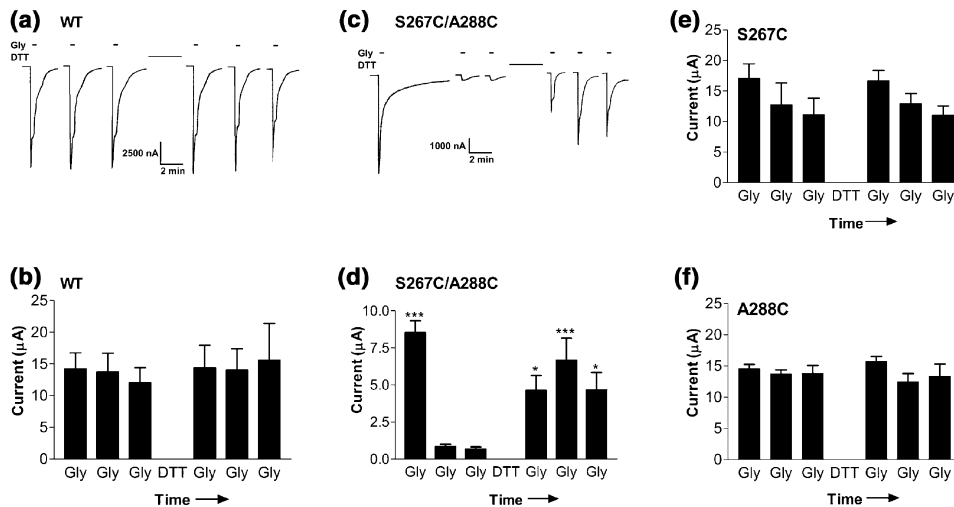 (a) WT
Gly
DTT
2500 nA
2 min
(c) S267C/A288C
Gly
DTT
1000 nA
2 min
(e) S267C
Current (µA)
20
15
10
5
0
Gly Gly Gly DTT Gly Gly Gly
Time
(b) WT
Current (µA)
25
20
15
10
5
0
Gly Gly Gly DTT Gly Gly Gly
Time
(d) S267C/A288C
Current (µA)
10.0
7.5
5.0
2.5
0.0
***
*
***
*
Gly Gly Gly DTT Gly Gly Gly
Time
(f) A288C
Current (µA)
25
20
15
10
5
0
Gly Gly Gly DTT Gly Gly Gly
Time